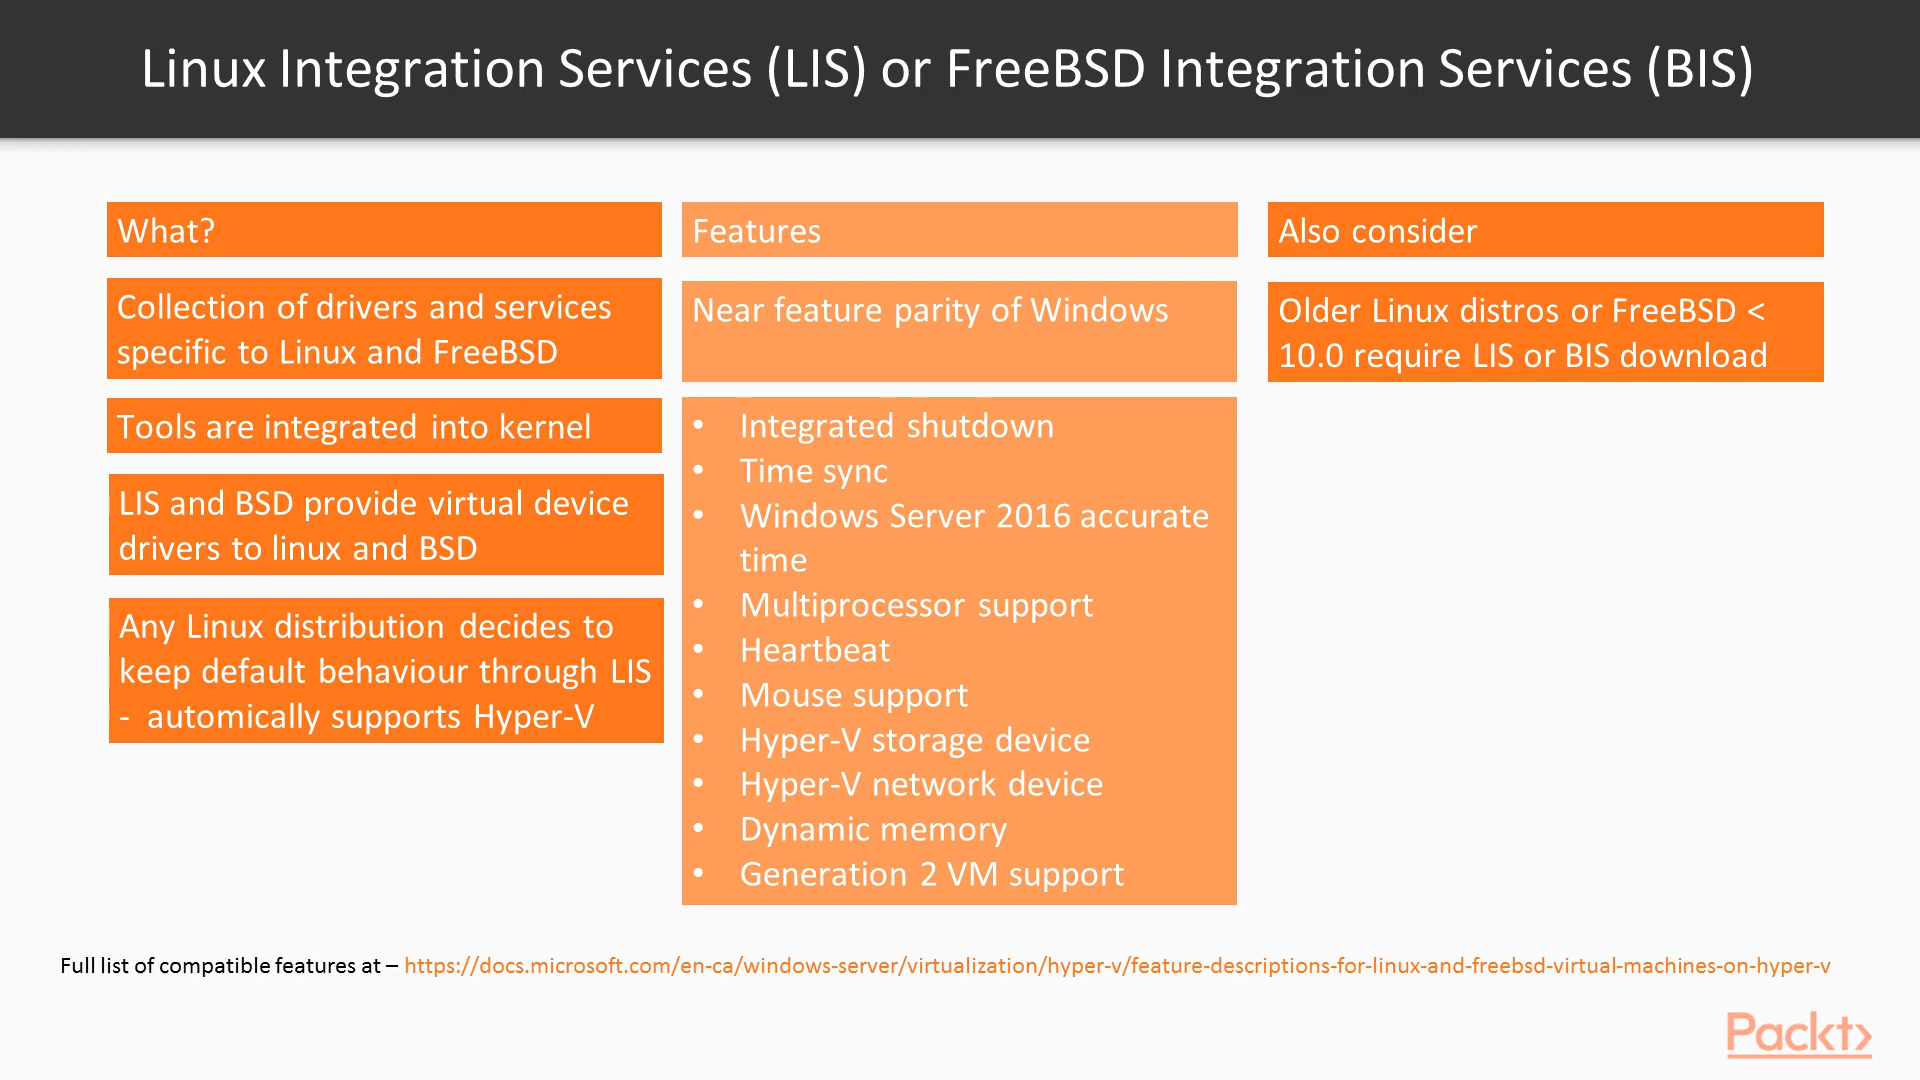 Linux Integration Services (LIS) or FreeBSD Integration Services (BIS)
What?
Collection of drivers and services
specific to Linux and FreeBSD
Tools are integrated into kernel
LIS and BSD provide virtual device
drivers to linux and BSD
Any Linux distribution decides to
keep default behaviour through LIS
- automically supports Hyper-V
Features
Near feature parity of Windows
• Integrated shutdown
• Time sync
• Windows Server 2016 accurate
time
• Multiprocessor support
• Heartbeat
• Mouse support
• Hyper-V storage device
• Hyper-V network device
• Dynamic memory
• Generation 2 VM support
Also consider
Older Linux distros or FreeBSD <
10.0 require LIS or BIS download
Full list of compatible features at – https://docs.microsoft.com/en-ca/windows-server/virtualization/hyper-v/feature-descriptions-for-linux-and-freebsd-virtual-machines-on-hyper-v
Packt>